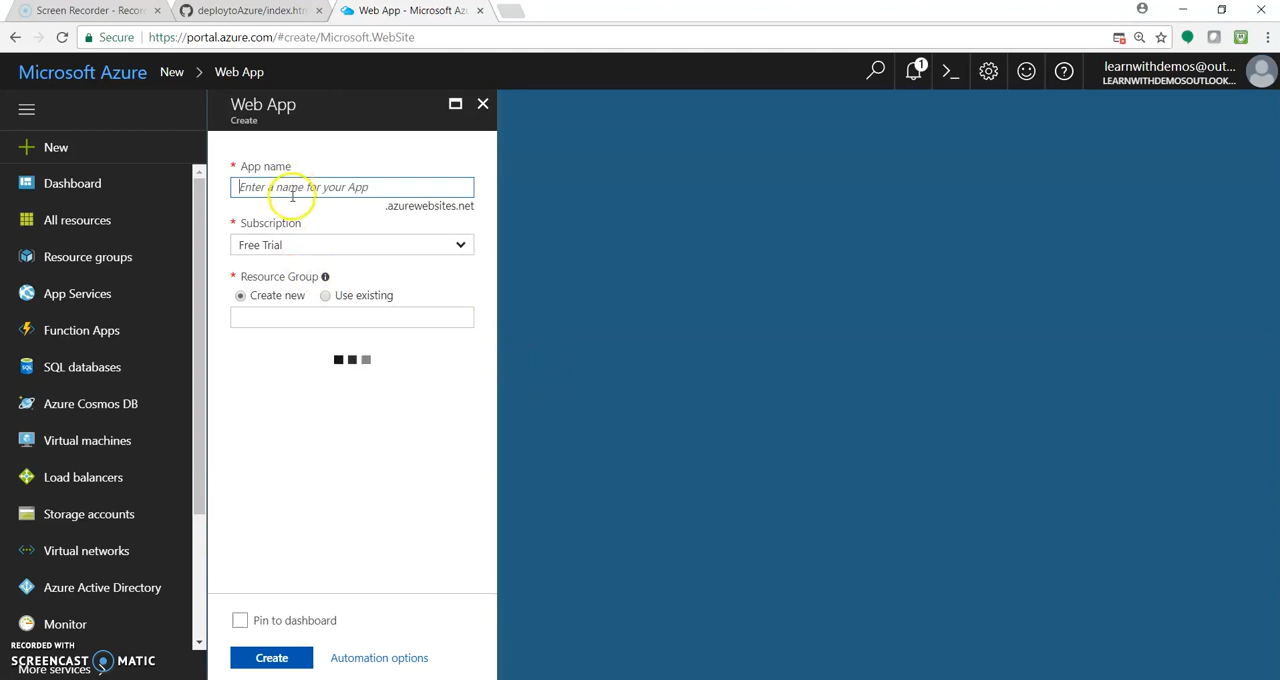 Screen Recorder - Recor
deploytoAzure/index.htm
Web App - Microsoft Azu
Secure
https://portal.azure.com/#create/Microsoft.WebSite
Microsoft Azure
New > Web App
1
learnwithdemos@out...
LEARNWITHDEMOSOUTLOOK...
New
Dashboard
All resources
Resource groups
App Services
Function Apps
SQL databases
Azure Cosmos DB
Virtual machines
Load balancers
Storage accounts
Virtual networks
Azure Active Directory
Monitor
More services
RECORDED WITH
SCREENCAST MATIC
Web App
Create
* App name
Enter a name for your App
.azurewebsites.net
* Subscription
Free Trial
* Resource Group
Create new
Use existing
Pin to dashboard
Create
Automation options